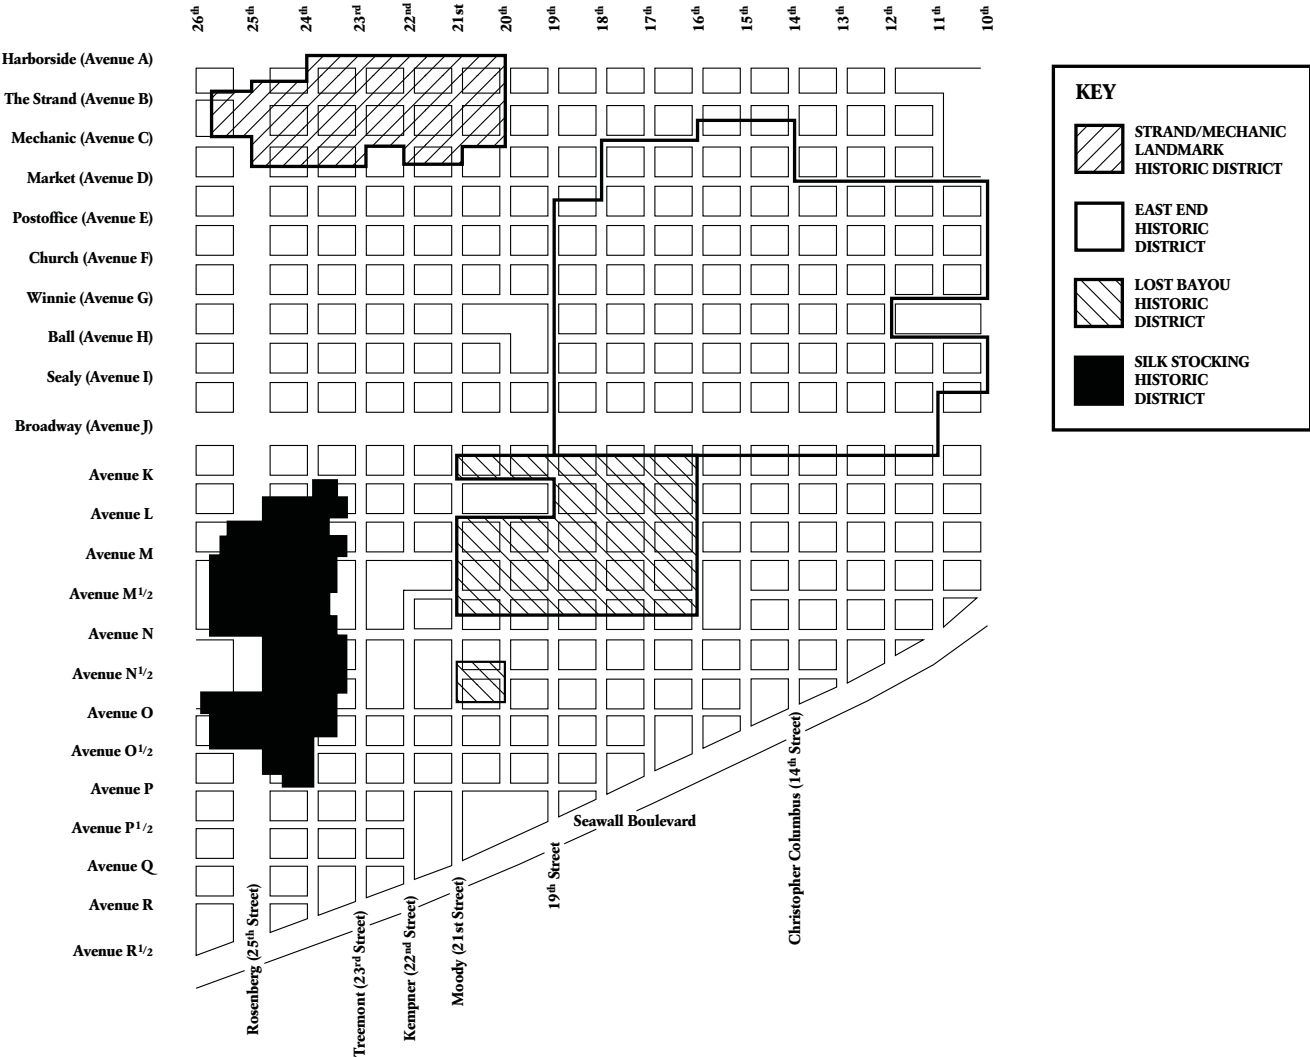 26th
25th
24th
23rd
22nd
21st
20th
19th
18th
17th
16th
15th
14th
13th
12th
11th
10th
Harborside (Avenue A)
The Strand (Avenue B)
Mechanic (Avenue C)
Market (Avenue D)
Postoffice (Avenue E)
Church (Avenue F)
Winnie (Avenue G)
Ball (Avenue H)
Sealy (Avenue I)
Broadway (Avenue J)
Avenue K
Avenue L
Avenue M
Avenue M1/2
Avenue N
Avenue N1/2
Avenue O
Avenue O1/2
Avenue P
Avenue P1/2
Avenue Q
Avenue R
Avenue R1/2
Rosenberg (25th Street)
Treemont (23rd Street)
Kempner (22nd Street)
Moody (21st Street)
19th Street
Seawall Boulevard
Christopher Columbus (14th Street)
KEY
STRAND/MECHANIC
LANDMARK
HISTORIC DISTRICT
EAST END
HISTORIC
DISTRICT
LOST BAYOU
HISTORIC
DISTRICT
SILK STOCKING
HISTORIC
DISTRICT